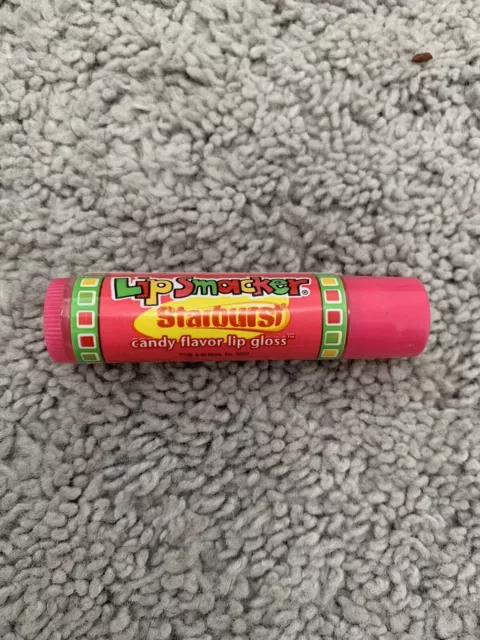 Lip Smacker®
Starburst
candy flavor lip gloss™